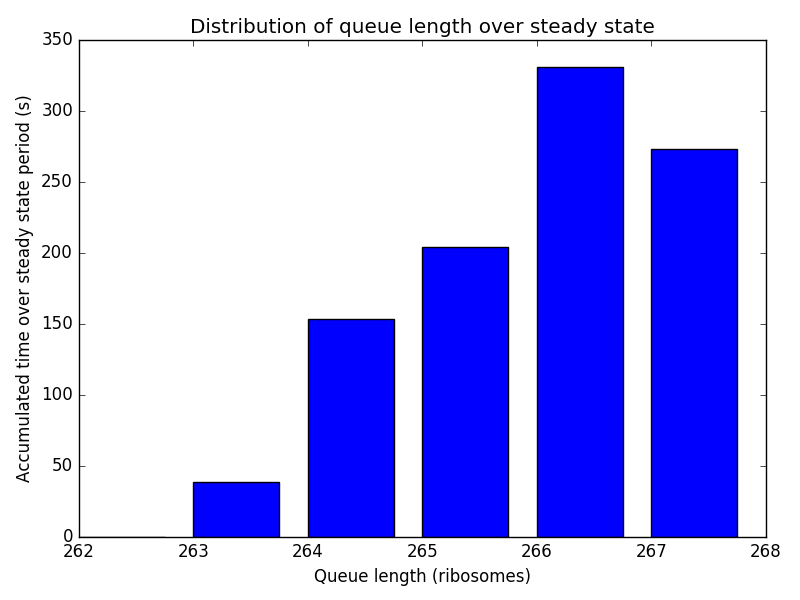 Distribution of queue length over steady state
350
300
250
200
150
100
50
0
262 263 264 265 266 267 268
Accumulated time over steady state period (s)
Queue length (ribosomes)